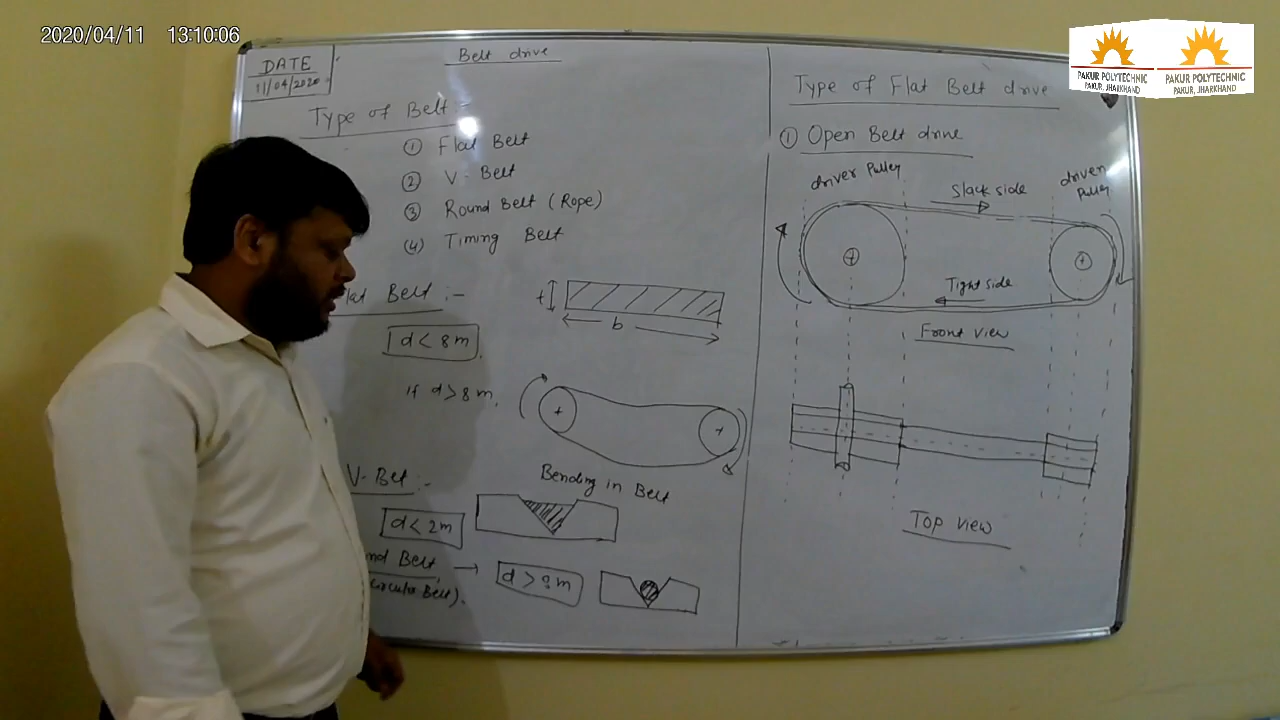 2020/04/11 13:10:06
PAKUR POLYTECHNIC
PAKUR, JHARKHAND
PAKUR POLYTECHNIC
PAKUR, JHARKHAND
DATE
11/04/2020
Belt drive
Type of Belt :-
① Flat Belt
② V-Belt
③ Round Belt (Rope)
(4) Timing Belt
lat Belt :-
d < 8m
t
b
if d > 8m.
Bending in Belt
V-Bet :-
d < 2m
nd Belt → d >
Circula Belt).
Type of Flat Belt drive
① Open Belt drive
driver Pulley
Slack side
driven
Pulley
Tight side
Front view
Top view